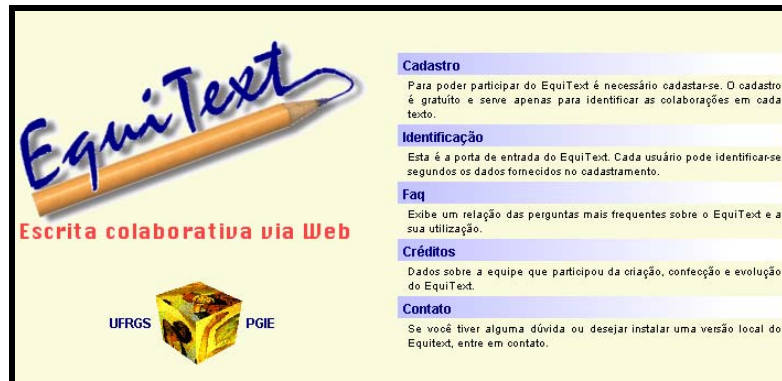 EquiText
Escrita colaborativa via Web
UFRGS
PGIE
Cadastro
Para poder participar do EquiText é necessário cadastar-se. O cadastro
é gratuíto e serve apenas para identificar as colaborações em cada
texto.
Identificação
Esta é a porta de entrada do EquiText. Cada usuário pode identificar-se
segundos os dados fornecidos no cadastramento.
Faq
Exibe um relação das perguntas mais frequentes sobre o EquiText e a
sua utilização.
Créditos
Dados sobre a equipe que participou da criação, confecção e evolução
do EquiText.
Contato
Se você tiver alguma dúvida ou desejar instalar uma versão local do
Equitext, entre em contato.